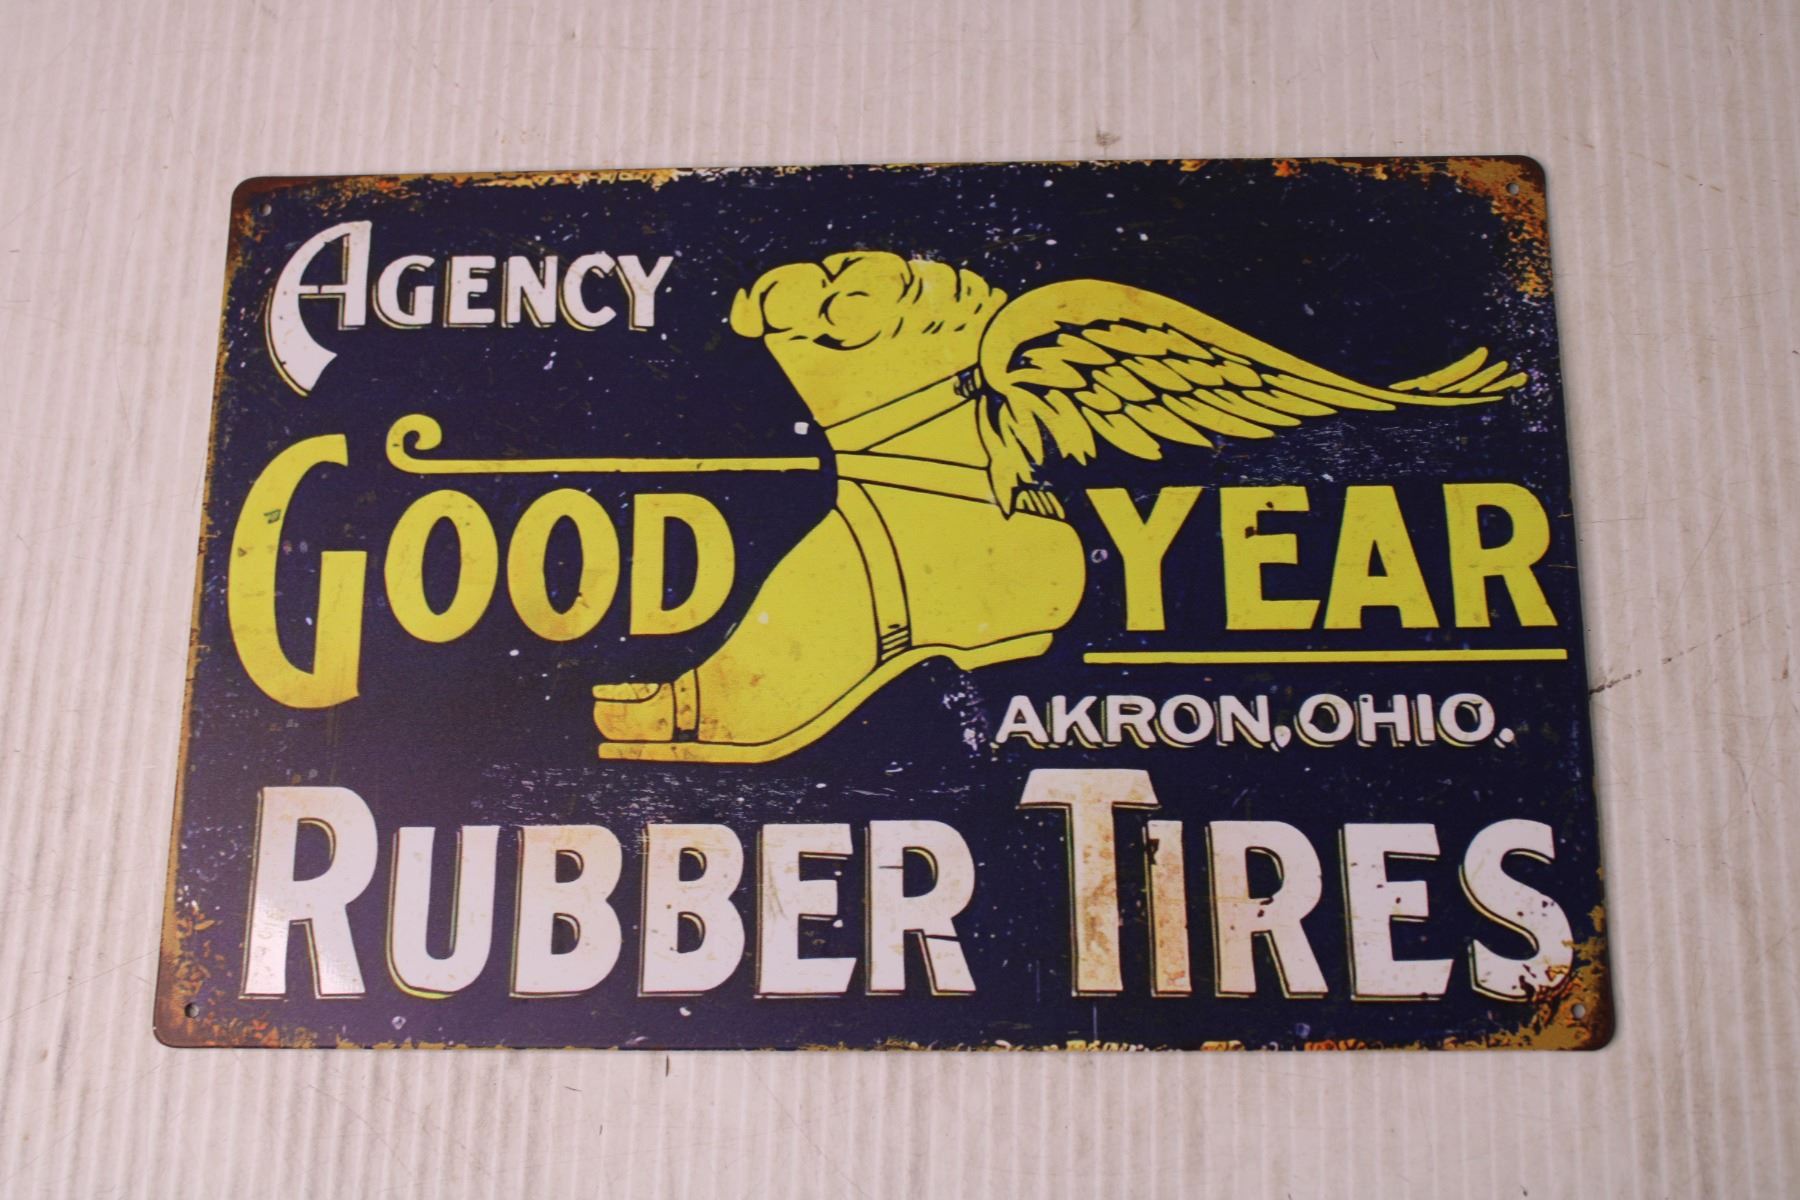 AGENCY
GOOD YEAR
AKRON, OHIO.
RUBBER TIRES